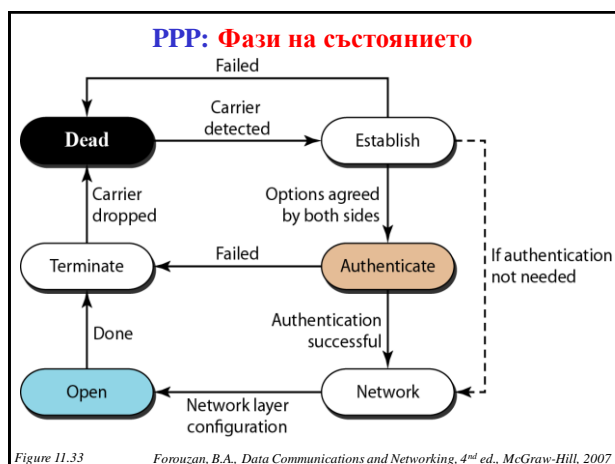 PPP: Фази на състоянието
Failed
Dead
Carrier
detected
Establish
Carrier
dropped
Options agreed
by both sides
Terminate
Failed
Authenticate
If authentication
not needed
Done
Authentication
successful
Open
Network layer
configuration
Network
Figure 11.33
Forouzan, B.A., Data Communications and Networking, 4nd ed., McGraw-Hill, 2007